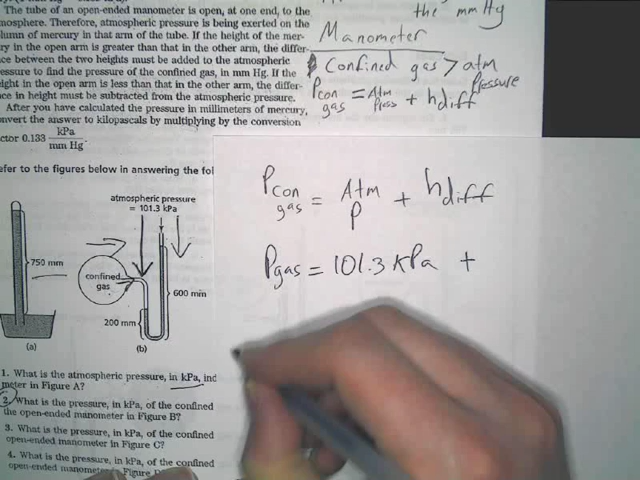 The tube of an open-ended manometer is open, at one end, to the
mosphere. Therefore, atmospheric pressure is being exerted on the
lumn of mercury in that arm of the tube. If the height of the mer-
ry in the open arm is greater than that in the other arm, the differ-
ce between the two heights must be added to the atmospheric
essure to find the pressure of the confined gas, in mm Hg. If the
ight in the open arm is less than that in the other arm, the differ-
ce in height must be subtracted from the atmospheric pressure.
After you have calculated the pressure in millimeters of mercury,
nvert the answer to kilopascals by multiplying by the conversion
ctor 0.133 kPa
mm Hg
the mmHg
Manometer
Confined gas > atm
pressure
Pcon gas = Atm Press + hdiff
efer to the figures below in answering the fol
atmospheric pressure
= 101.3 kPa
750 mm
confined
gas
600 mm
200 mm
(a)
(b)
Pcon gas = Atm P + hdiff
Pgas = 101.3 kPa +
1. What is the atmospheric pressure, in kPa, ind
meter in Figure A?
2. What is the pressure, in kPa, of the confined
the open-ended manometer in Figure B?
3. What is the pressure, in kPa, of the confined
open-ended manometer in Figure C?
4. What is the pressure, in kPa, of the confined
open-ended manometer Figure